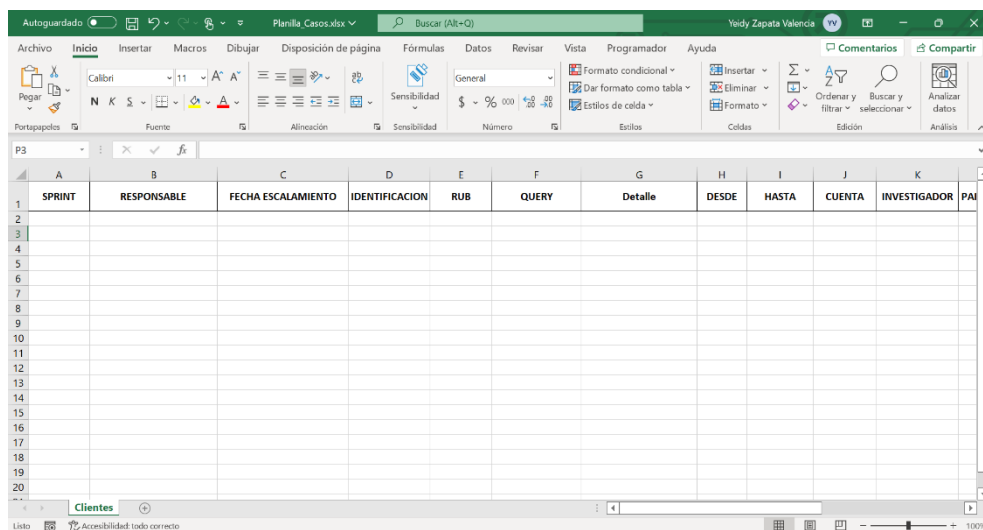 Autoguardado Planilla_Casos.xlsx Buscar (Alt+Q) Yeidy Zapata Valencia YV
Archivo Inicio Insertar Macros Dibujar Disposición de página Fórmulas Datos Revisar Vista Programador Ayuda Comentarios Compartir
Pegar
Calibri 11
N K S
General
$ % 000
Sensibilidad
Formato condicional
Dar formato como tabla
Estilos de celda
Insertar
Eliminar
Formato
Ordenar y filtrar
Buscar y seleccionar
Analizar datos
Portapapeles Fuente Alineación Sensibilidad Número Estilos Celdas Edición Análisis
P3 fx
A B C D E F G H I J K
1 SPRINT RESPONSABLE FECHA ESCALAMIENTO IDENTIFICACION RUB QUERY Detalle DESDE HASTA CUENTA INVESTIGADOR
2
3
4
5
6
7
8
9
10
11
12
13
14
15
16
17
18
19
20
Clientes
Listo Accesibilidad: todo correcto 100%